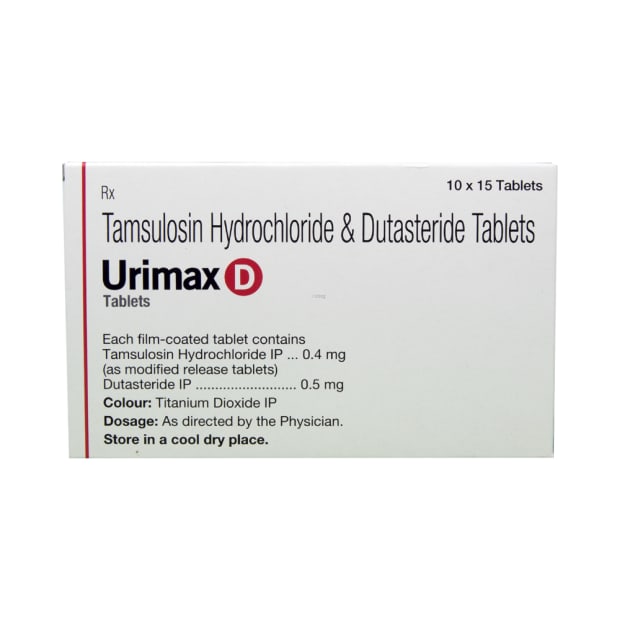 Rx
10 x 15 Tablets
Tamsulosin Hydrochloride & Dutasteride Tablets
Urimax D
Tablets
Each film-coated tablet contains
Tamsulosin Hydrochloride IP ... 0.4 mg
(as modified release tablets)
Dutasteride IP ......................... 0.5 mg
Colour: Titanium Dioxide IP
Dosage: As directed by the Physician.
Store in a cool dry place.